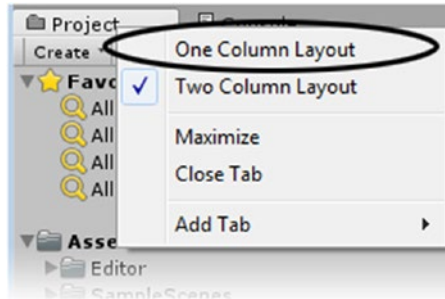 Project
One Column Layout
Create
Two Column Layout
Favo
All
All
Maximize
All
Close Tab
All
Add Tab
Asse
Editor
SampleScenes